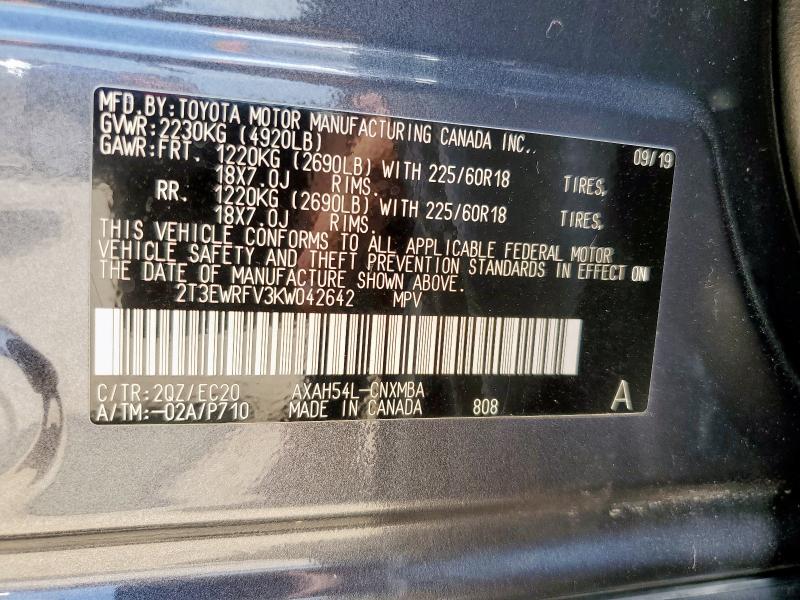 MFD.BY:TOYOTA MOTOR MANUFACTURING CANADA INC.. 09/19
GVWR:2230KG (4920LB)
GAWR:FRT. 1220KG (2690LB) WITH 225/60R18 TIRES,
18X7.0J RIMS.
RR. 1220KG (2690LB) WITH 225/60R18 TIRES,
18X7.0J RIMS.
THIS VEHICLE CONFORMS TO ALL APPLICABLE FEDERAL MOTOR
VEHICLE SAFETY AND THEFT PREVENTION STANDARDS IN EFFECT ON
THE DATE OF MANUFACTURE SHOWN ABOVE.
2T3EWRFV3KW042642 MPV
C/TR:2QZ/EC20 AXAH54L-CNXMBA
A/TM:-02A/P710 MADE IN CANADA 808 A